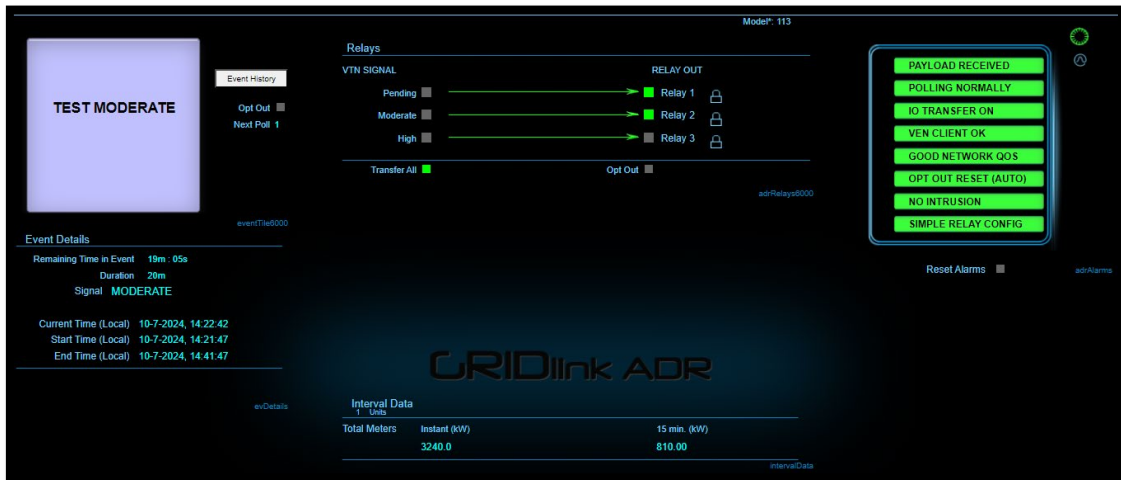 Model*: 113
TEST MODERATE
Event History
Opt Out
Next Poll 1
eventTile6000
Event Details
Remaining Time in Event 19m : 05s
Duration 20m
Signal MODERATE
Current Time (Local) 10-7-2024, 14:22:42
Start Time (Local) 10-7-2024, 14:21:47
End Time (Local) 10-7-2024, 14:41:47
evDetails
Relays
VTN SIGNAL RELAY OUT
Pending Relay 1
Moderate Relay 2
High Relay 3
Transfer All Opt Out
adrRelays6000
GRIDlink ADR
Interval Data
1 Units
Total Meters Instant (kW) 15 min. (kW)
3240.0 810.00
intervalData
PAYLOAD RECEIVED
POLLING NORMALLY
IO TRANSFER ON
VEN CLIENT OK
GOOD NETWORK QOS
OPT OUT RESET (AUTO)
NO INTRUSION
SIMPLE RELAY CONFIG
Reset Alarms
adrAlarms